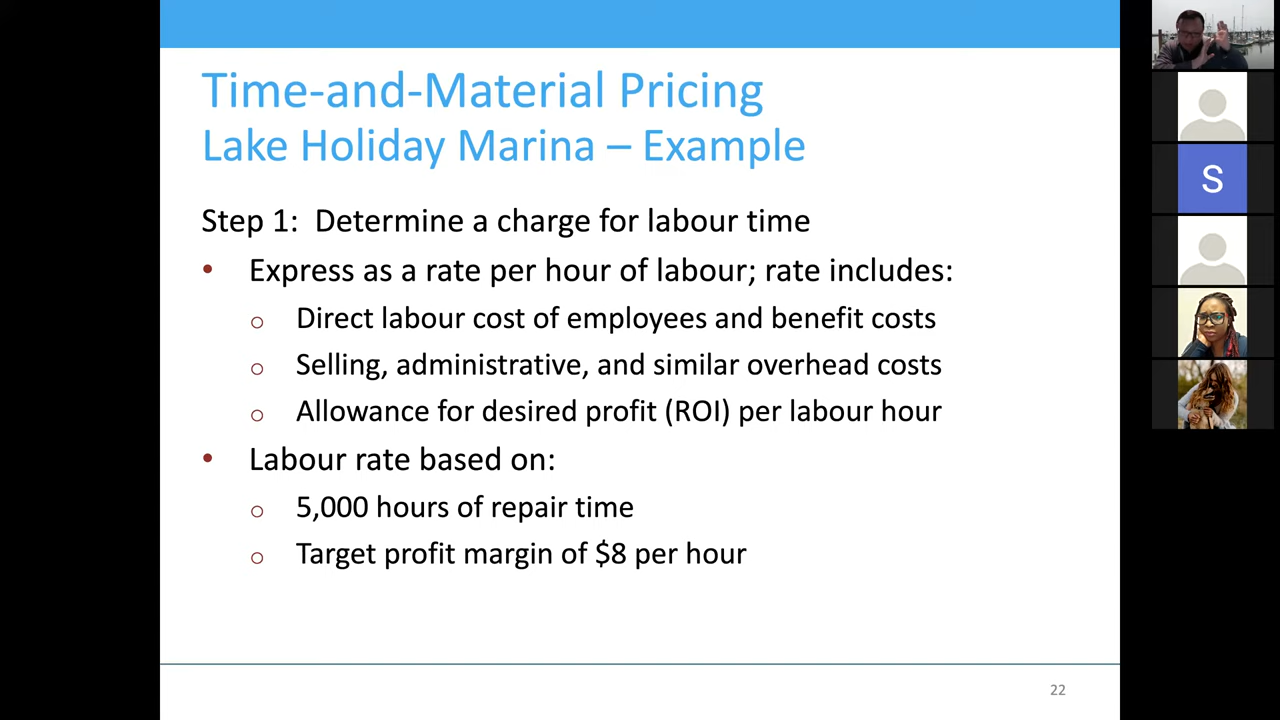 Time-and-Material Pricing
Lake Holiday Marina – Example
Step 1:  Determine a charge for labour time
• Express as a rate per hour of labour; rate includes:
o Direct labour cost of employees and benefit costs
o Selling, administrative, and similar overhead costs
o Allowance for desired profit (ROI) per labour hour
• Labour rate based on:
o 5,000 hours of repair time
o Target profit margin of $8 per hour
22
S